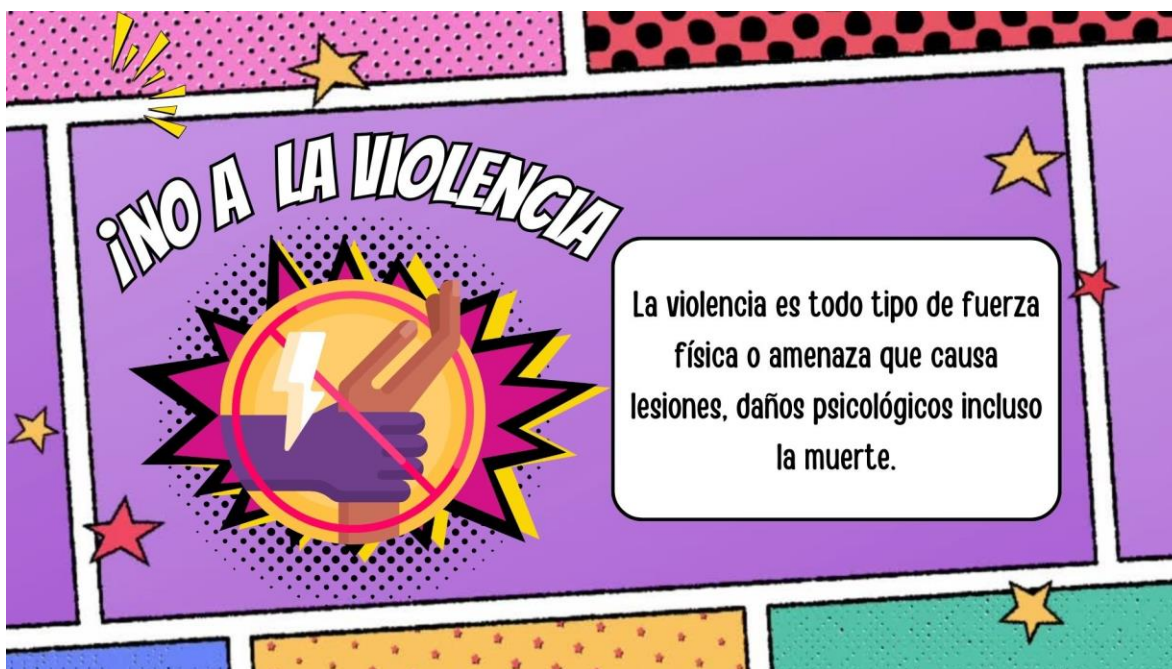 ¡NO A LA VIOLENCIA
La violencia es todo tipo de fuerza
física o amenaza que causa
lesiones, daños psicológicos incluso
la muerte.